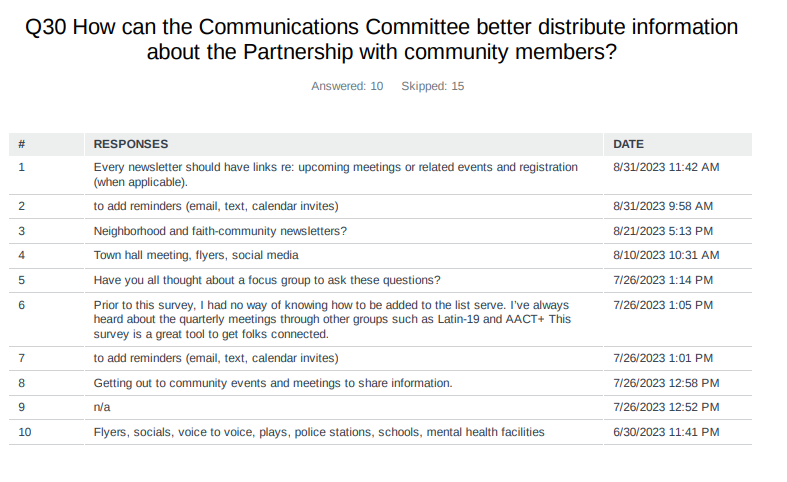 Q30 How can the Communications Committee better distribute information
about the Partnership with community members?
Answered: 10 Skipped: 15
# RESPONSES DATE
1 Every newsletter should have links re: upcoming meetings or related events and registration 8/31/2023 11:42 AM
(when applicable).
2 to add reminders (email, text, calendar invites) 8/31/2023 9:58 AM
3 Neighborhood and faith-community newsletters? 8/21/2023 5:13 PM
4 Town hall meeting, flyers, social media 8/10/2023 10:31 AM
5 Have you all thought about a focus group to ask these questions? 7/26/2023 1:14 PM
6 Prior to this survey, I had no way of knowing how to be added to the list serve. I've always 7/26/2023 1:05 PM
heard about the quarterly meetings through other groups such as Latin-19 and AACT+ This
survey is a great tool to get folks connected.
7 to add reminders (email, text, calendar invites) 7/26/2023 1:01 PM
8 Getting out to community events and meetings to share information. 7/26/2023 12:58 PM
9 n/a 7/26/2023 12:52 PM
10 Flyers, socials, voice to voice, plays, police stations, schools, mental health facilities 6/30/2023 11:41 PM